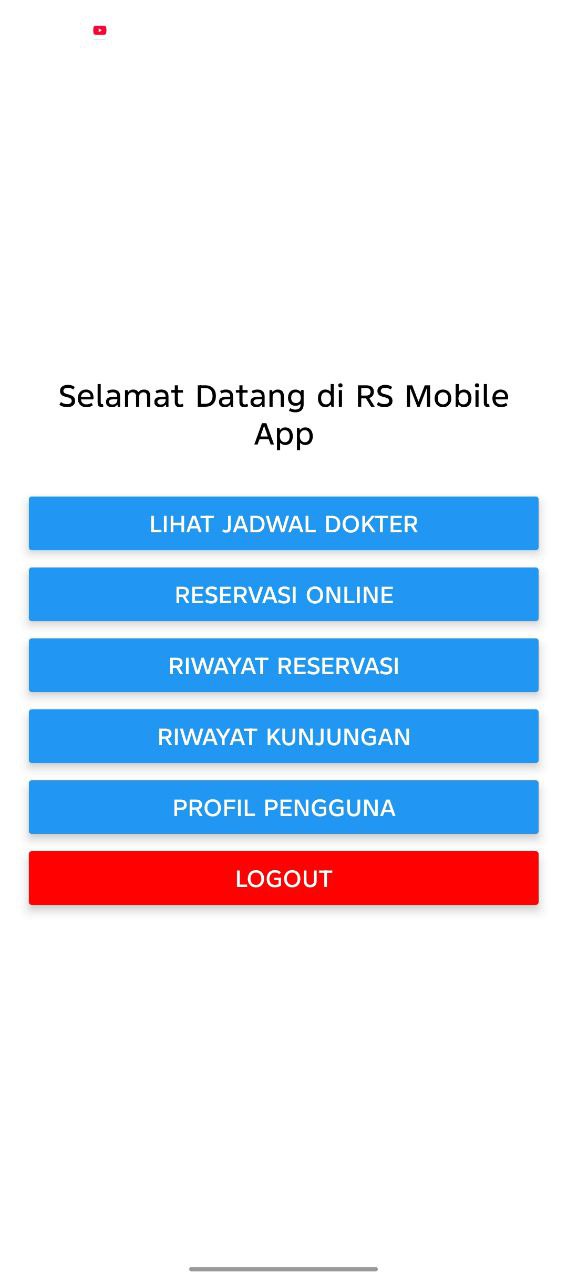 Selamat Datang di RS Mobile
App
LIHAT JADWAL DOKTER
RESERVASI ONLINE
RIWAYAT RESERVASI
RIWAYAT KUNJUNGAN
PROFIL PENGGUNA
LOGOUT